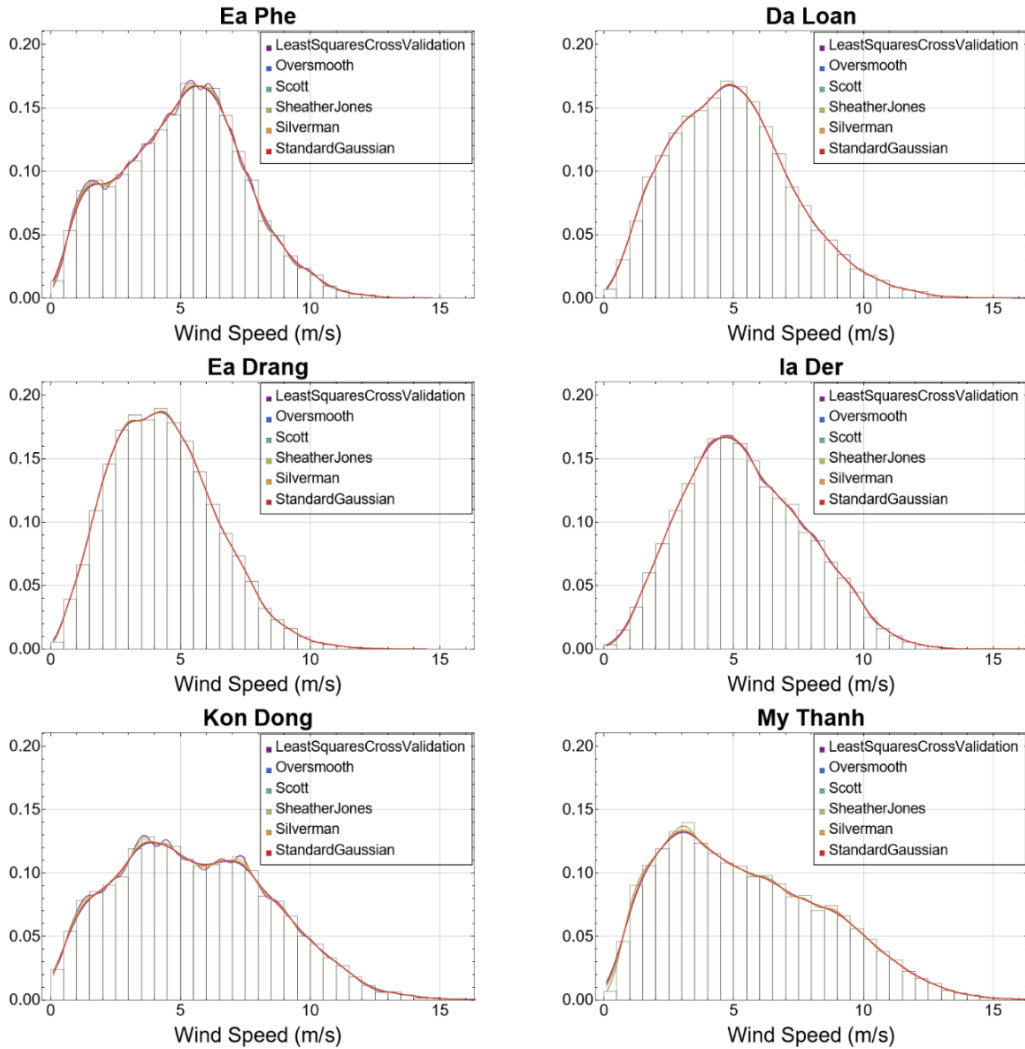 Ea Phe
0.20
0.15
0.10
0.05
0.00
LeastSquaresCrossValidation
Oversmooth
Scott
SheatherJones
Silverman
StandardGaussian
0 5 10 15
Wind Speed (m/s)
Da Loan
0.20
0.15
0.10
0.05
0.00
LeastSquaresCrossValidation
Oversmooth
Scott
SheatherJones
Silverman
StandardGaussian
0 5 10 15
Wind Speed (m/s)
Ea Drang
0.20
0.15
0.10
0.05
0.00
LeastSquaresCrossValidation
Oversmooth
Scott
SheatherJones
Silverman
StandardGaussian
0 5 10 15
Wind Speed (m/s)
Ia Der
0.20
0.15
0.10
0.05
0.00
LeastSquaresCrossValidation
Oversmooth
Scott
SheatherJones
Silverman
StandardGaussian
0 5 10 15
Wind Speed (m/s)
Kon Dong
0.20
0.15
0.10
0.05
0.00
LeastSquaresCrossValidation
Oversmooth
Scott
SheatherJones
Silverman
StandardGaussian
0 5 10 15
Wind Speed (m/s)
My Thanh
0.20
0.15
0.10
0.05
0.00
LeastSquaresCrossValidation
Oversmooth
Scott
SheatherJones
Silverman
StandardGaussian
0 5 10 15
Wind Speed (m/s)